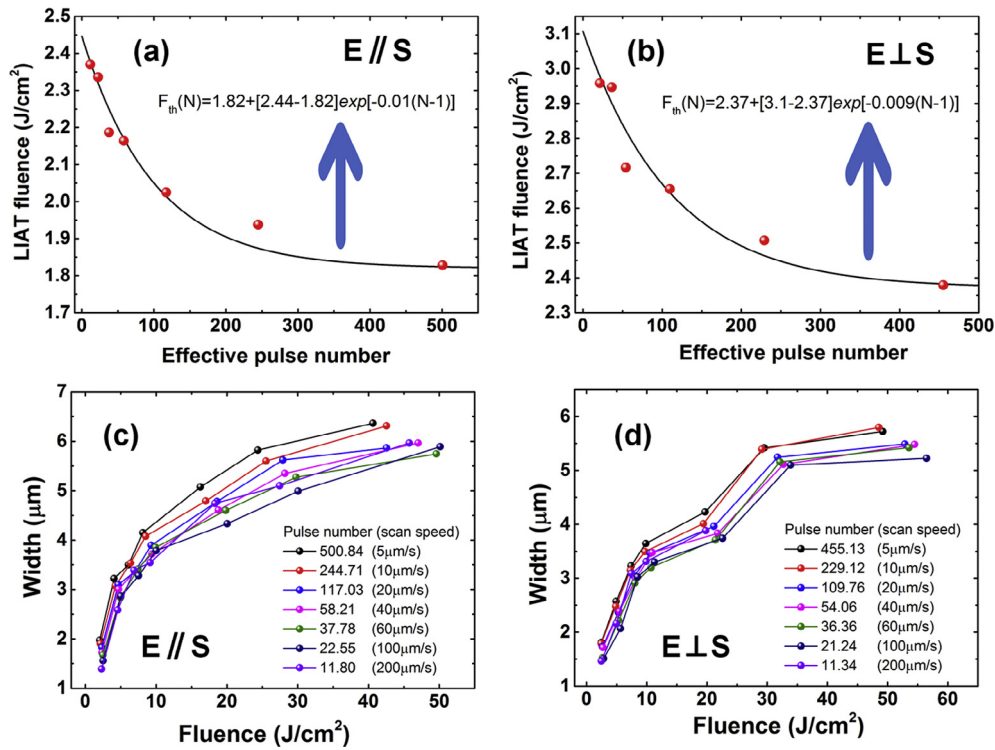 (a)
E // S
F_th(N)=1.82+[2.44-1.82]exp[-0.01(N-1)]
LIAT fluence (J/cm²)
2.5
2.4
2.3
2.2
2.1
2.0
1.9
1.8
1.7
0 100 200 300 400 500
Effective pulse number
(b)
E⊥S
F_th(N)=2.37+[3.1-2.37]exp[-0.009(N-1)]
LIAT fluence (J/cm²)
3.1
3.0
2.9
2.8
2.7
2.6
2.5
2.4
2.3
0 100 200 300 400 500
Effective pulse number
(c)
Width (μm)
7
6
5
4
3
2
1
Pulse number (scan speed)
500.84 (5μm/s)
244.71 (10μm/s)
117.03 (20μm/s)
58.21 (40μm/s)
37.78 (60μm/s)
22.55 (100μm/s)
11.80 (200μm/s)
E // S
0 10 20 30 40 50
Fluence (J/cm²)
(d)
Width (μm)
6
5
4
3
2
1
Pulse number (scan speed)
455.13 (5μm/s)
229.12 (10μm/s)
109.76 (20μm/s)
54.06 (40μm/s)
36.36 (60μm/s)
21.24 (100μm/s)
11.34 (200μm/s)
E⊥S
0 10 20 30 40 50 60
Fluence (J/cm²)